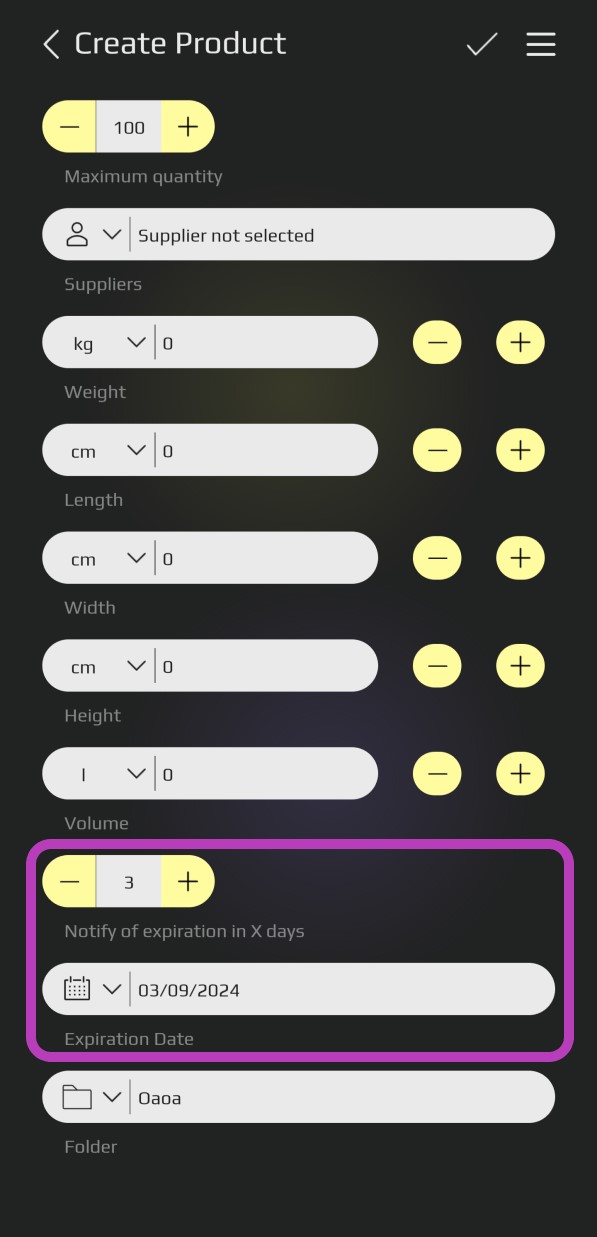 Create Product
100
Maximum quantity
Supplier not selected
Suppliers
kg 0
Weight
cm 0
Length
cm 0
Width
cm 0
Height
l 0
Volume
3
Notify of expiration in X days
03/09/2024
Expiration Date
Oaoa
Folder